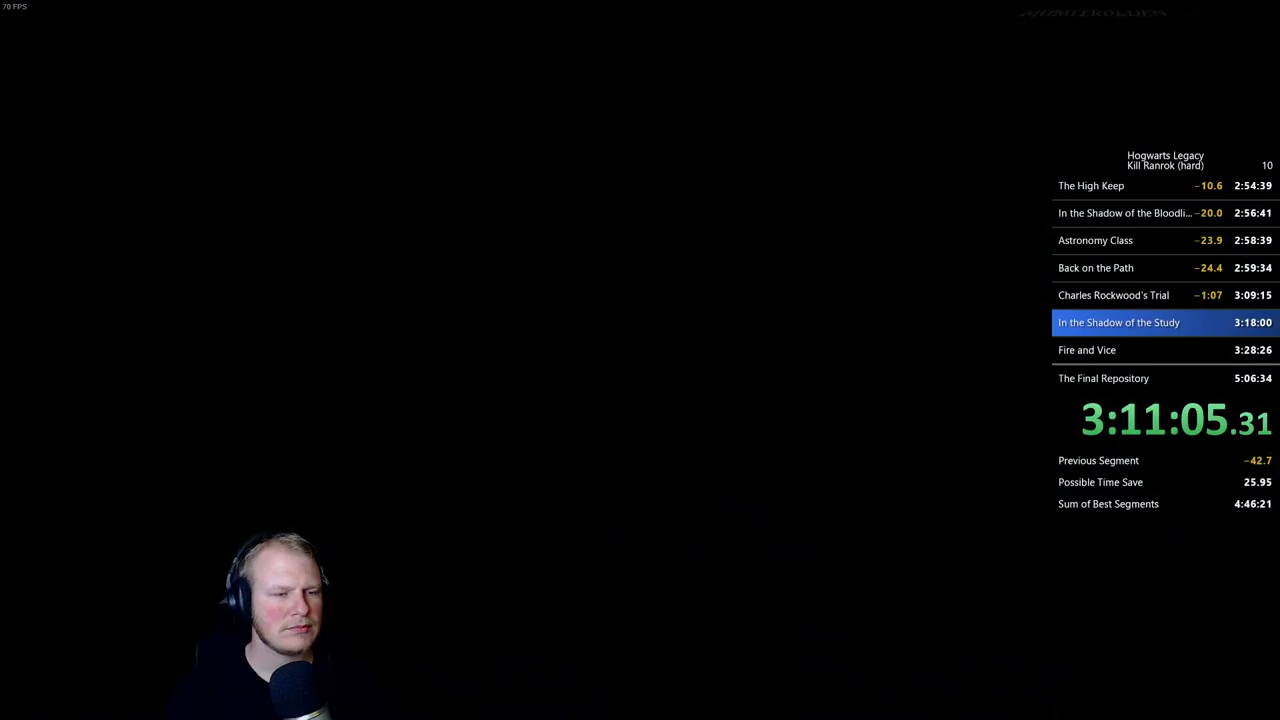 70 FPS
Hogwarts Legacy
Kill Ranrok (hard) 10
The High Keep −10.6 2:54:39
In the Shadow of the Bloodli... −20.0 2:56:41
Astronomy Class −23.9 2:58:39
Back on the Path −24.4 2:59:34
Charles Rockwood's Trial −1:07 3:09:15
In the Shadow of the Study 3:18:00
Fire and Vice 3:28:26
The Final Repository 5:06:34
3:11:05.31
Previous Segment −42.7
Possible Time Save 25.95
Sum of Best Segments 4:46:21